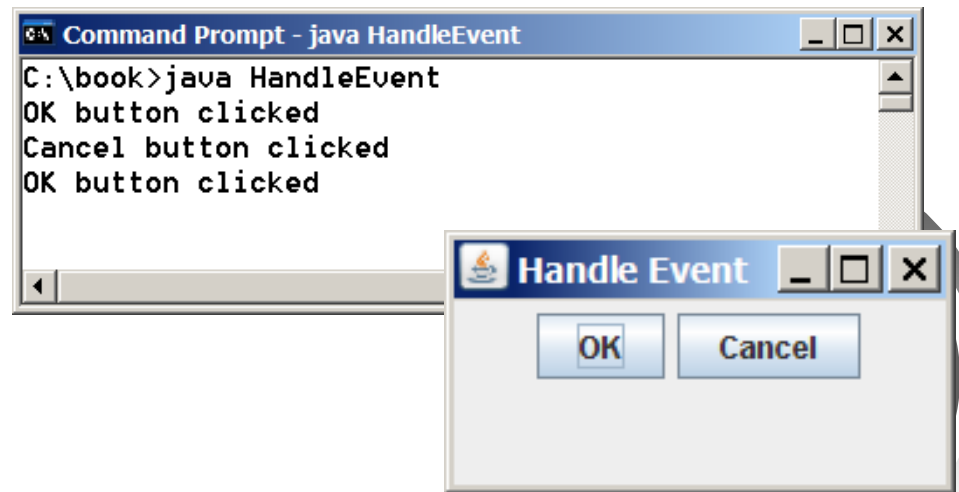 Command Prompt - java HandleEvent
C:\book>java HandleEvent
OK button clicked
Cancel button clicked
OK button clicked
Handle Event
OK Cancel